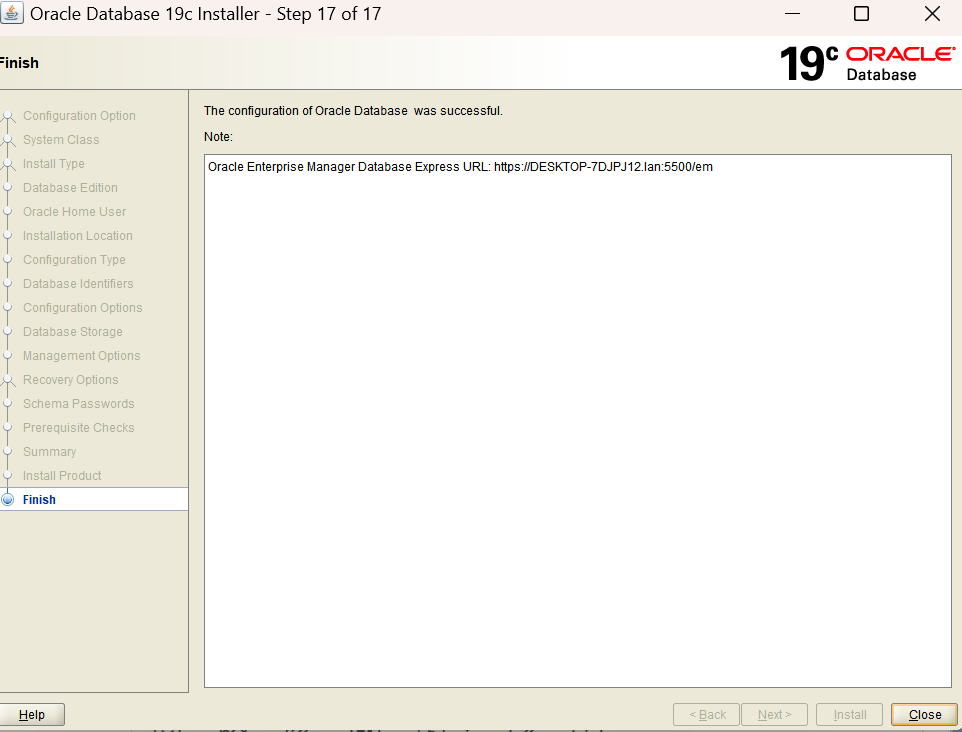 Oracle Database 19c Installer - Step 17 of 17
Finish
19c ORACLE
Database
Configuration Option
System Class
Install Type
Database Edition
Oracle Home User
Installation Location
Configuration Type
Database Identifiers
Configuration Options
Database Storage
Management Options
Recovery Options
Schema Passwords
Prerequisite Checks
Summary
Install Product
Finish
The configuration of Oracle Database was successful.
Note:
Oracle Enterprise Manager Database Express URL: https://DESKTOP-7DJPJ12.lan:5500/em
Help
< Back
Next >
Install
Close